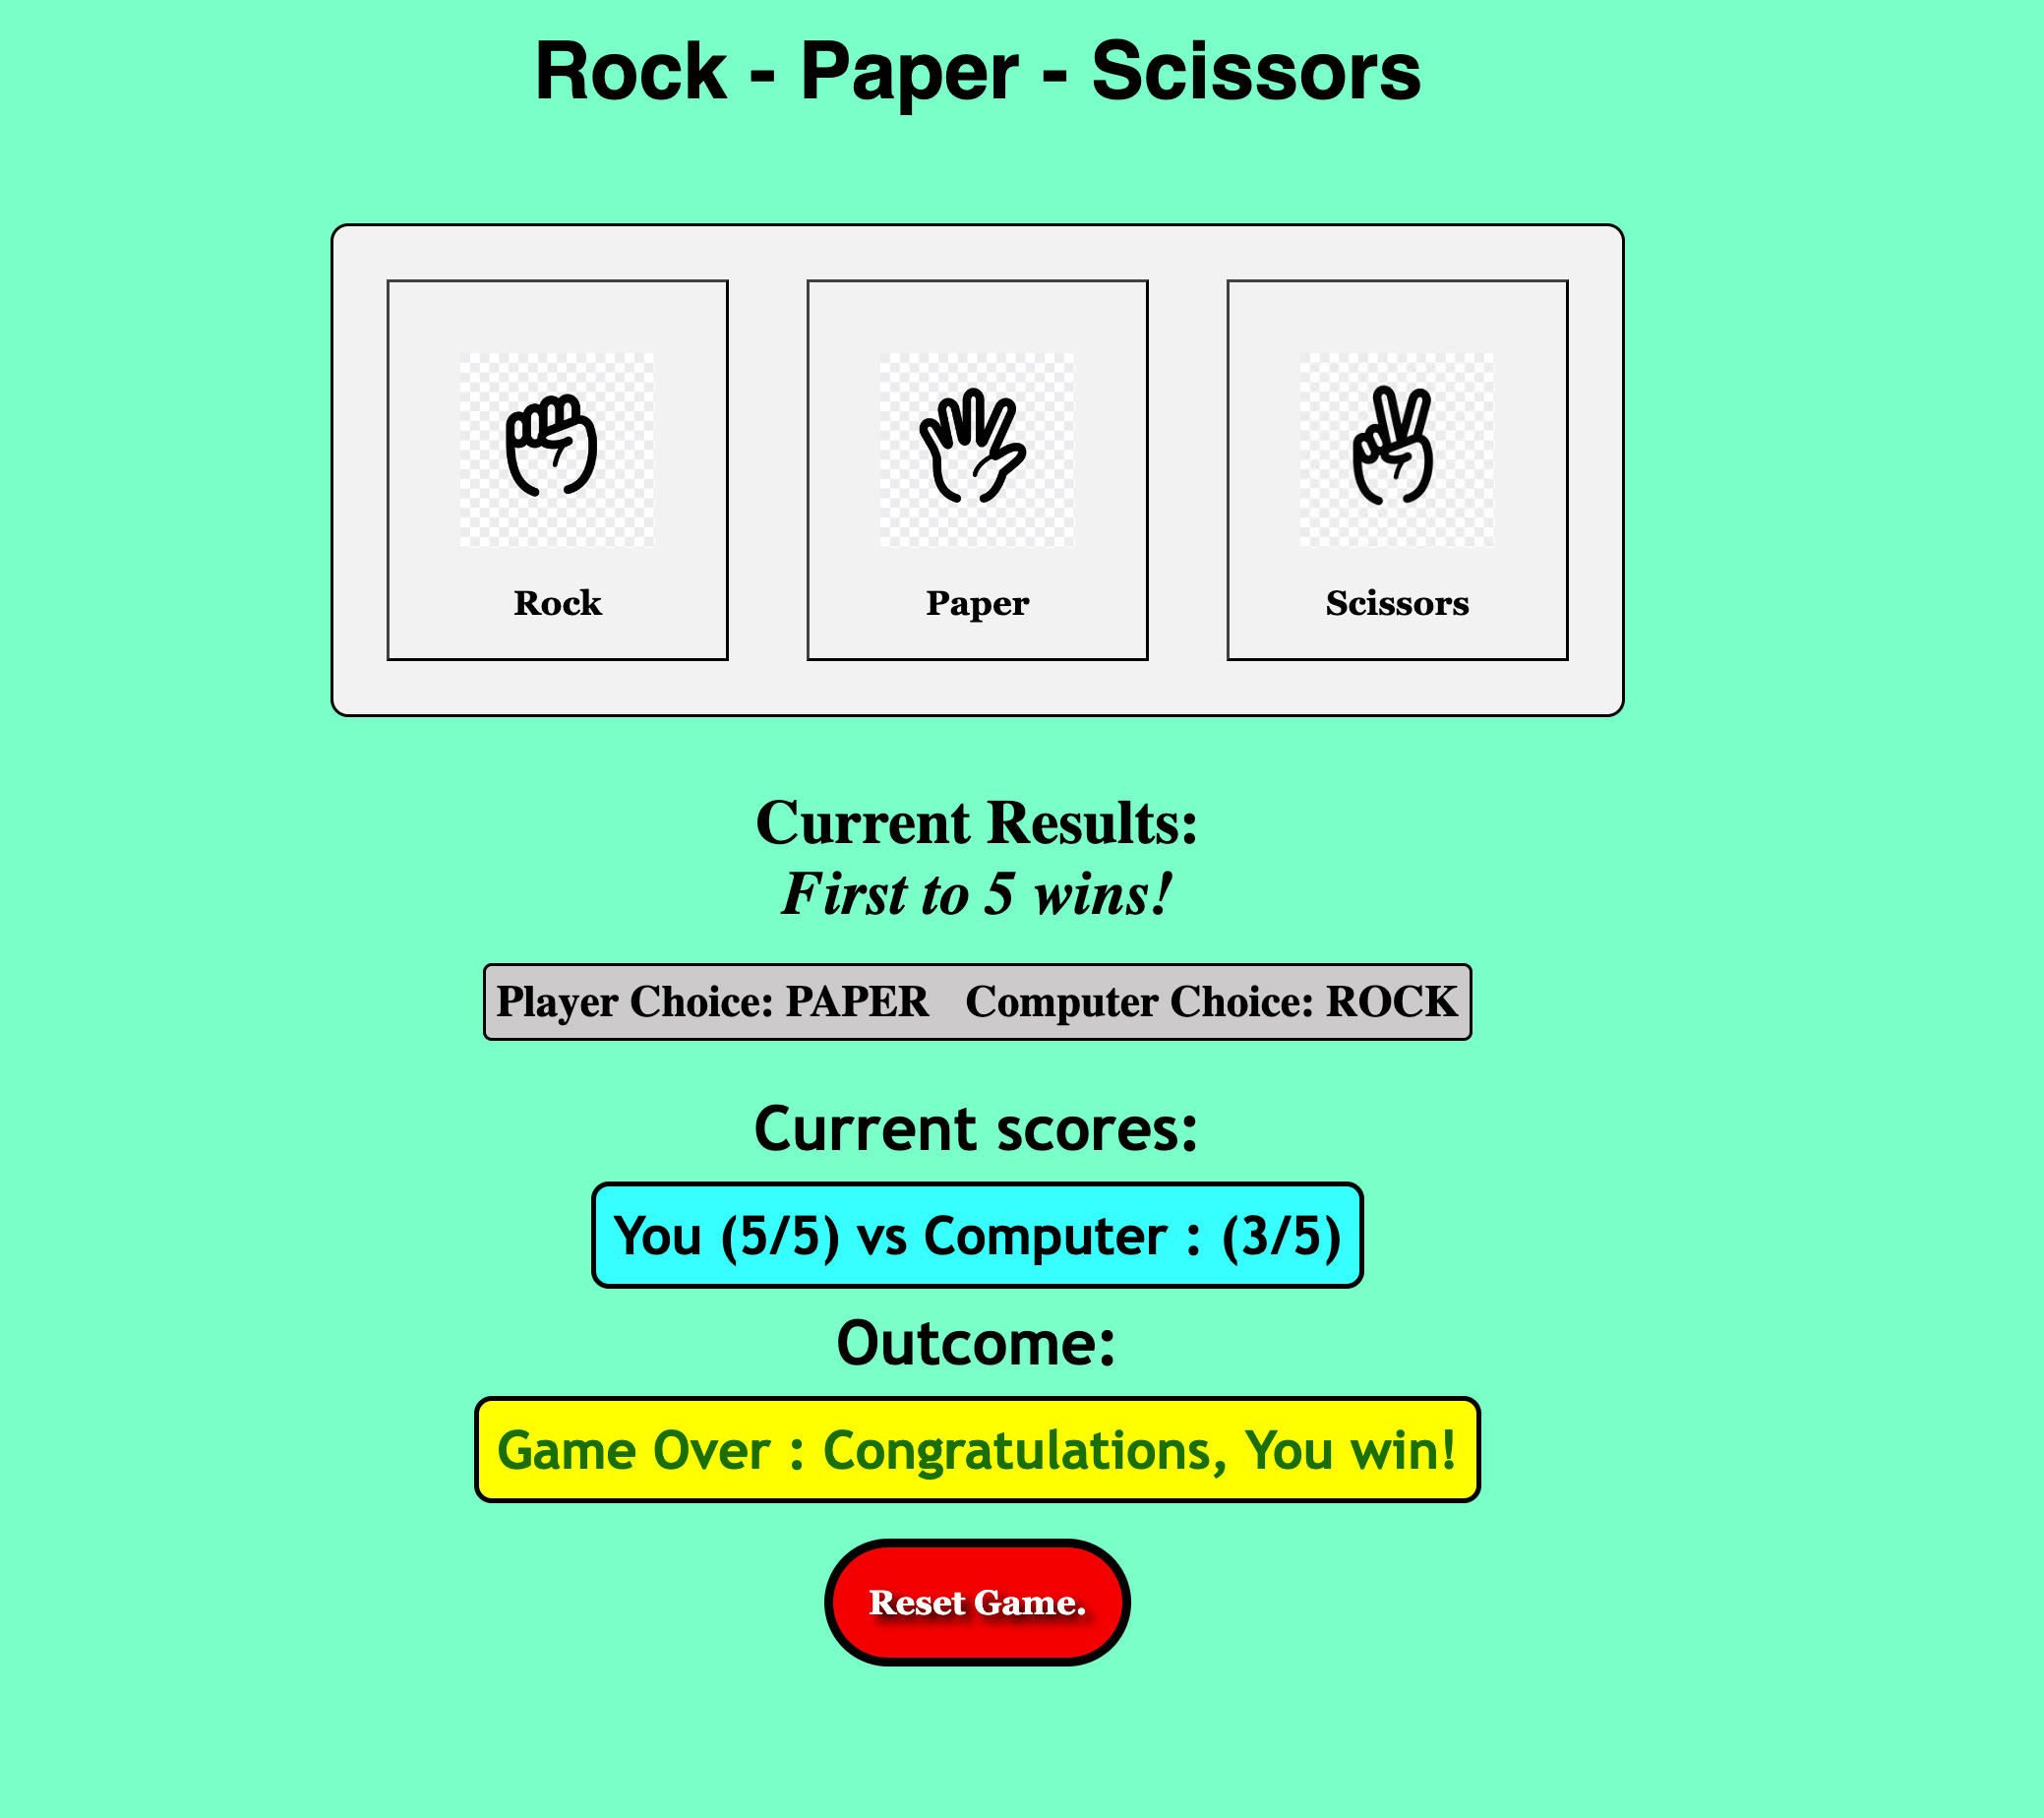 Rock - Paper - Scissors
Rock
Paper
Scissors
Current Results:
First to 5 wins!
Player Choice: PAPER Computer Choice: ROCK
Current scores:
You (5/5) vs Computer : (3/5)
Outcome:
Game Over : Congratulations, You win!
Reset Game.